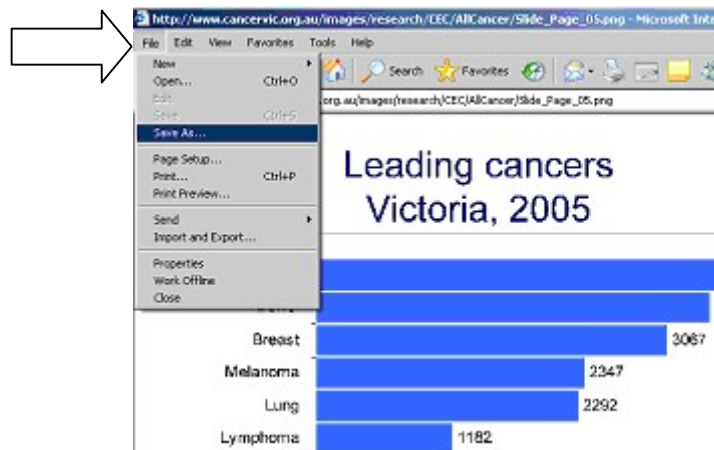 http://www.cancervic.org.au/images/research/CEC/AllCancer/Slide_Page_05.png - Microsoft Inte
File Edit View Favorites Tools Help
New
Open... Ctrl+O
Edit
Save Ctrl+S
Save As...
Page Setup...
Print... Ctrl+P
Print Preview...
Send
Import and Export...
Properties
Work Offline
Close
Search Favorites
.org.au/images/research/CEC/AllCancer/Slide_Page_05.png
Leading cancers
Victoria, 2005
Breast 3067
Melanoma 2347
Lung 2292
Lymphoma 1182